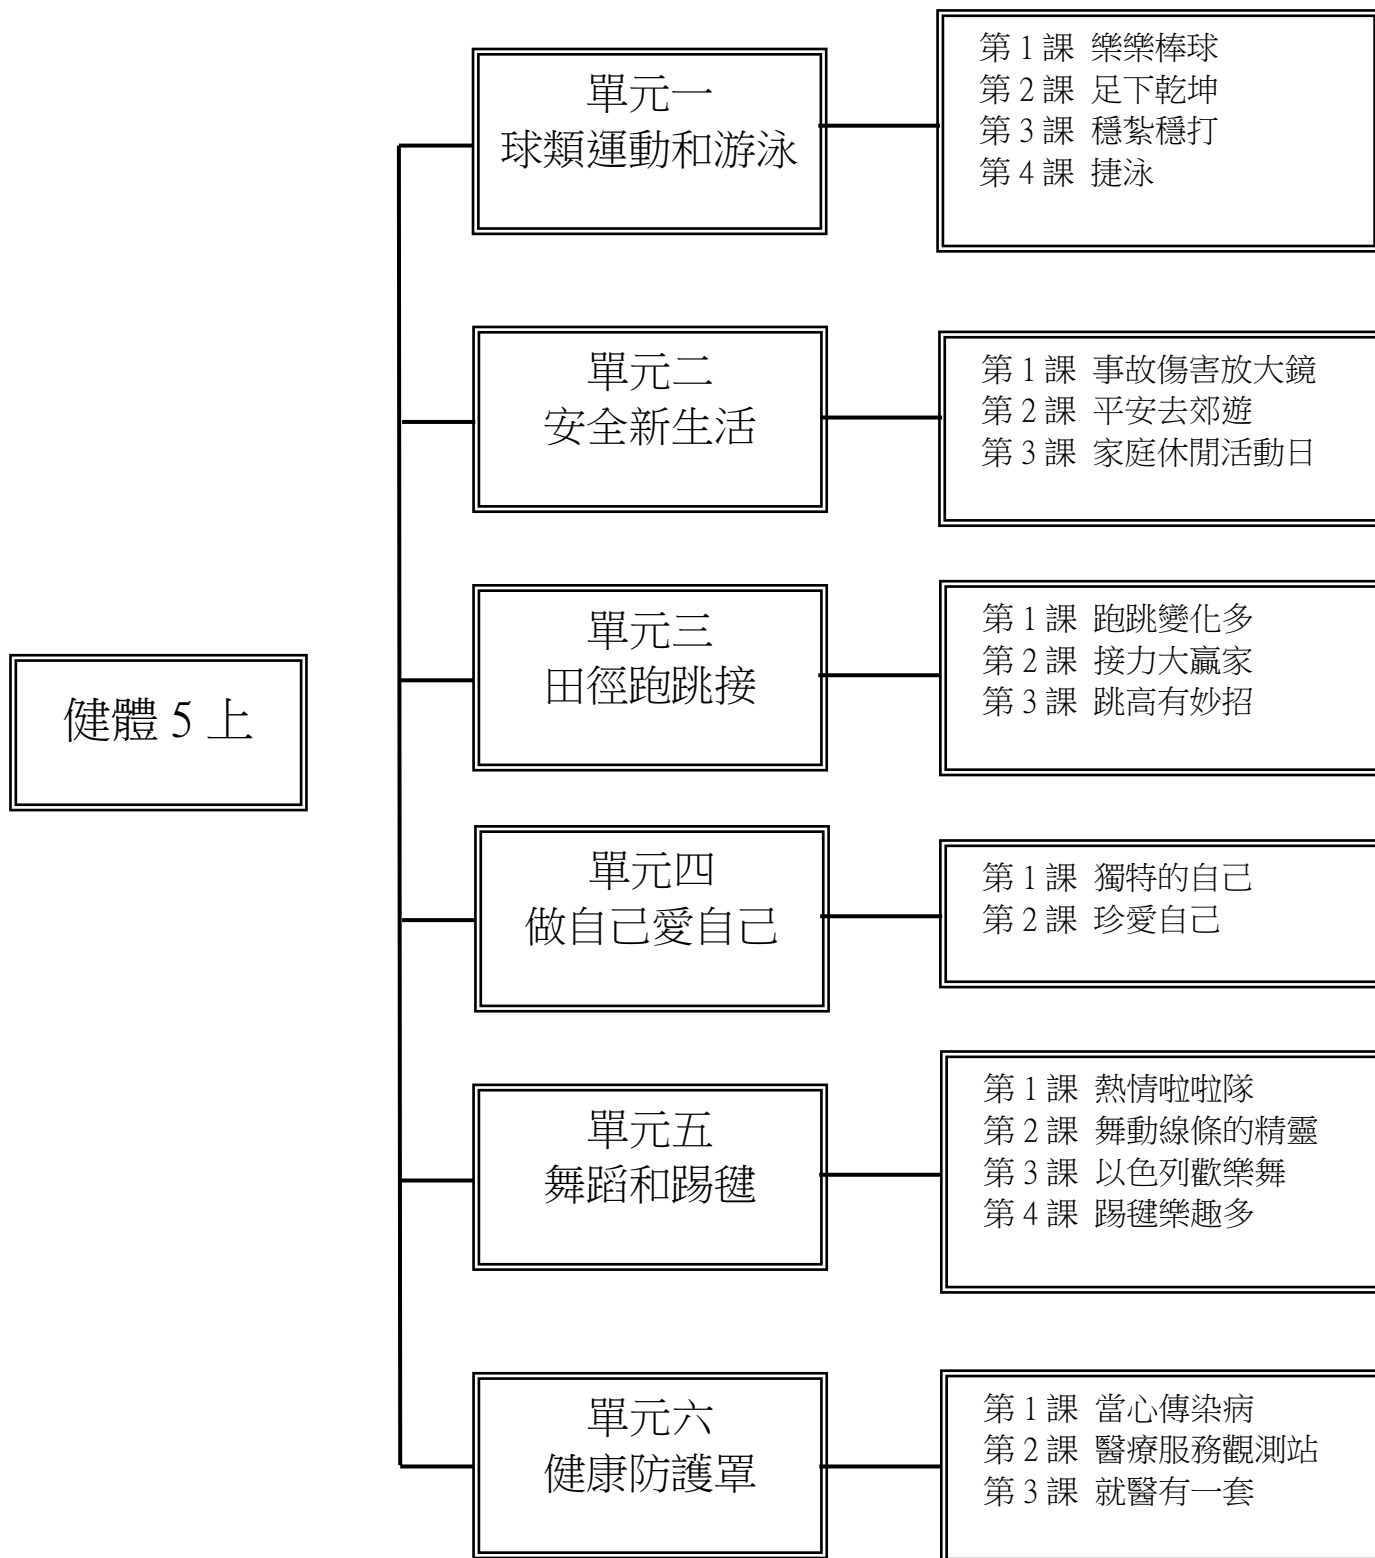 健體 5 上
單元一
球類運動和游泳
第 1 課 樂樂棒球
第 2 課 足下乾坤
第 3 課 穩紮穩打
第 4 課 捷泳
單元二
安全新生活
第 1 課 事故傷害放大鏡
第 2 課 平安去郊遊
第 3 課 家庭休閒活動日
單元三
田徑跑跳接
第 1 課 跑跳變化多
第 2 課 接力大贏家
第 3 課 跳高有妙招
單元四
做自己愛自己
第 1 課 獨特的自己
第 2 課 珍愛自己
單元五
舞蹈和踢毽
第 1 課 熱情啦啦隊
第 2 課 舞動線條的精靈
第 3 課 以色列歡樂舞
第 4 課 踢毽樂趣多
單元六
健康防護罩
第 1 課 當心傳染病
第 2 課 醫療服務觀測站
第 3 課 就醫有一套